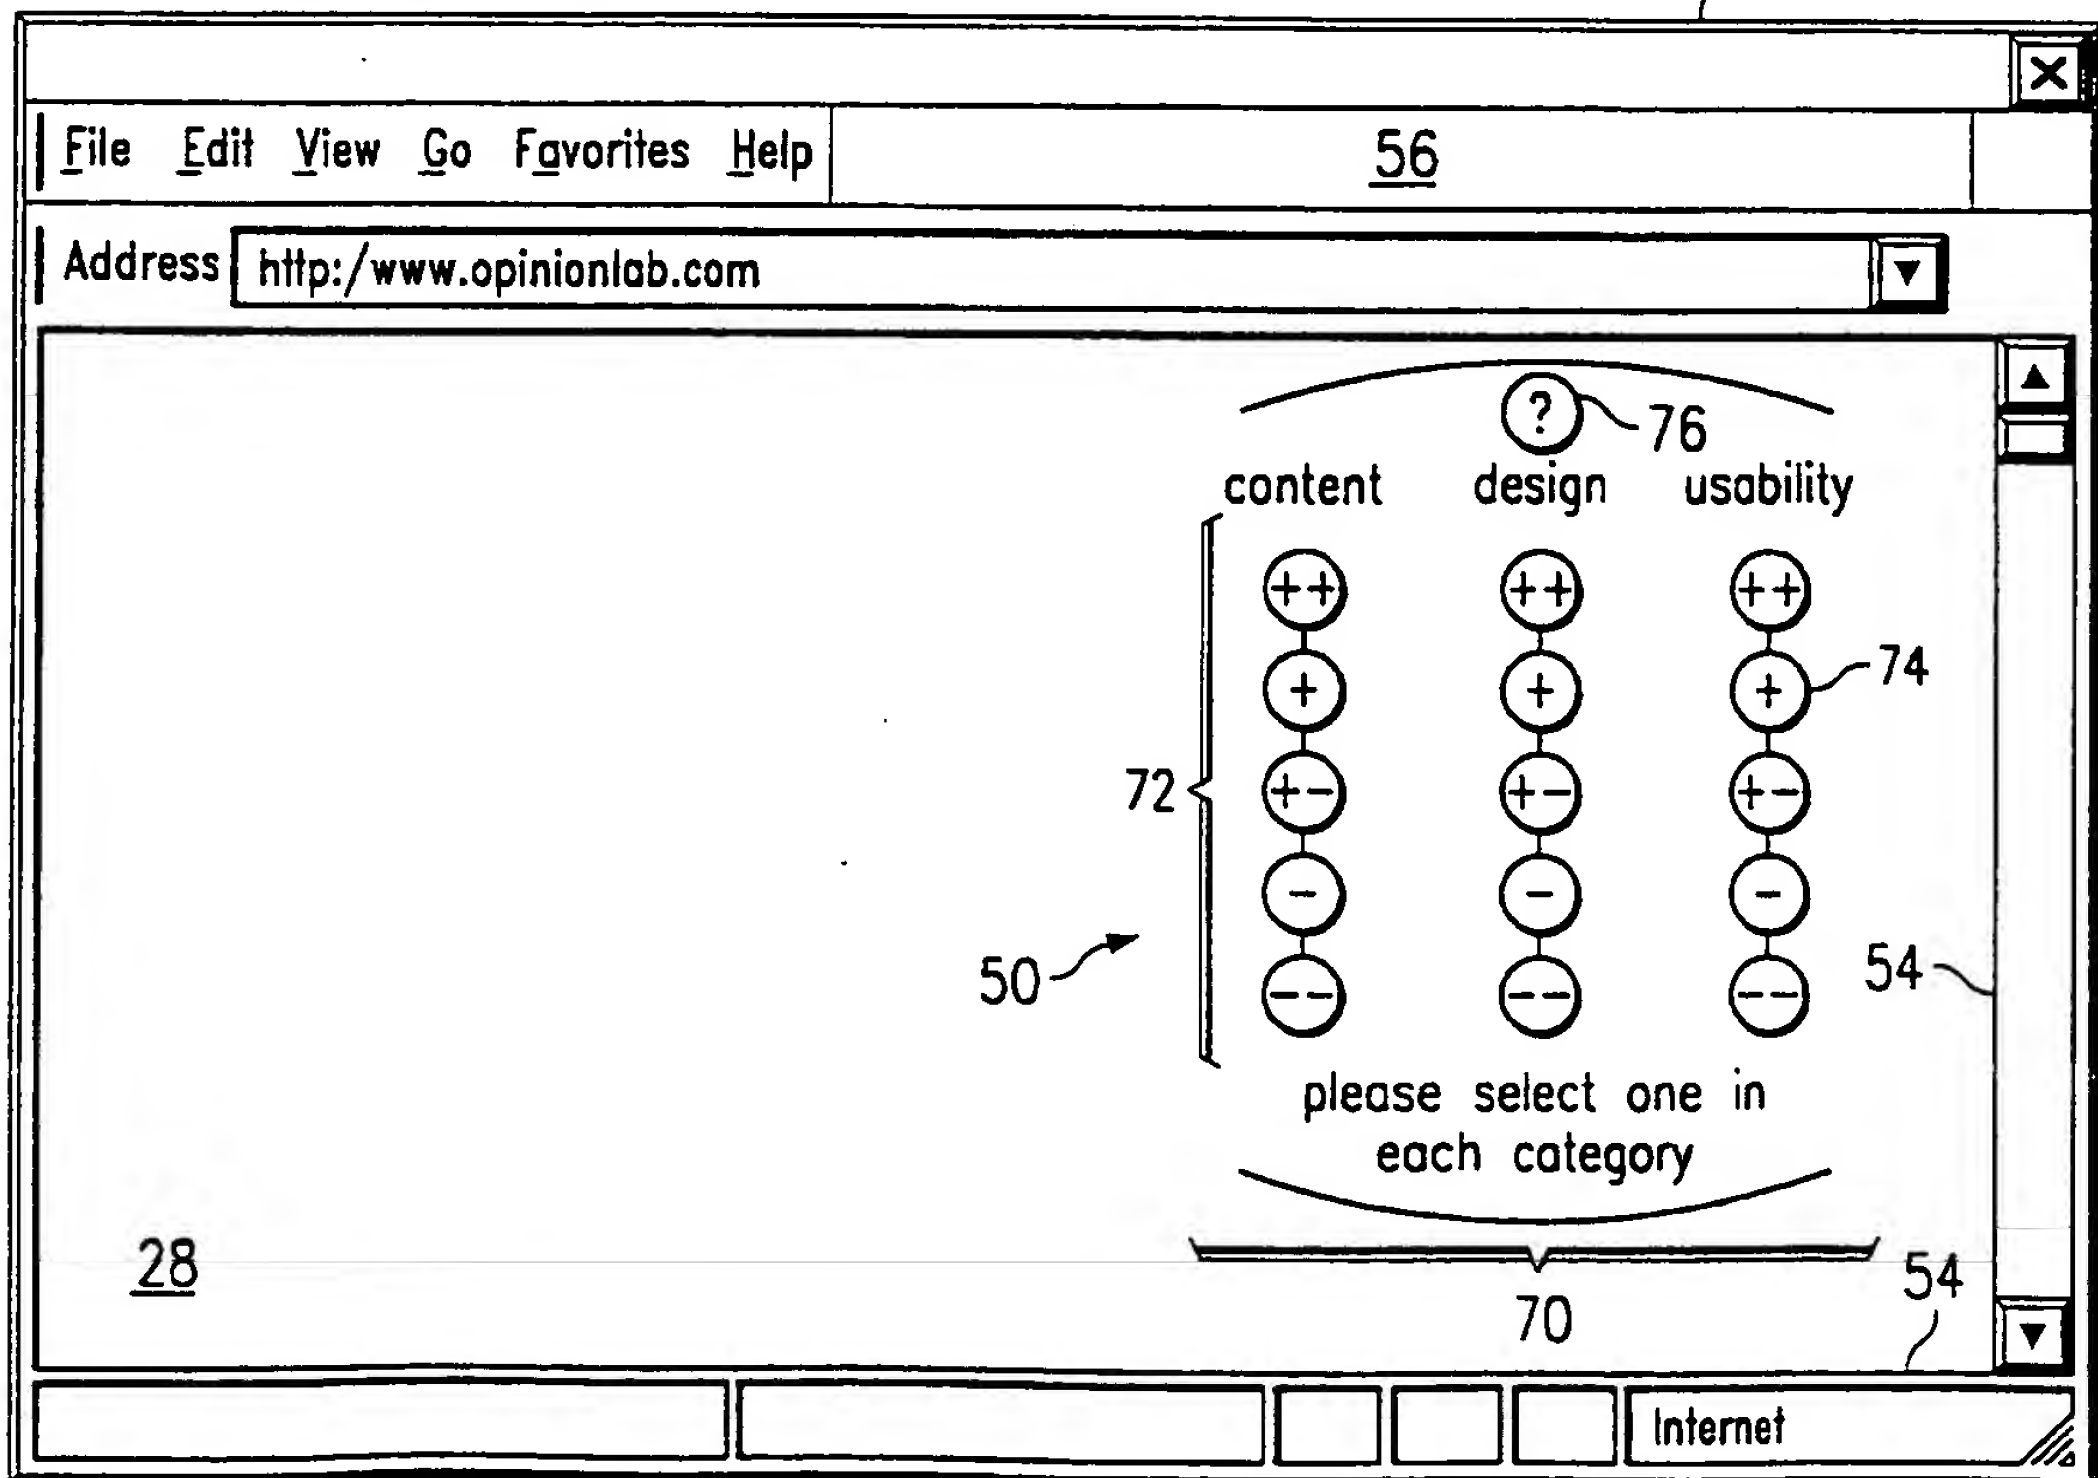 File Edit View Go Favorites Help
56
Address http:/www.opinionlab.com
? 76
content design usability
++ ++ ++
+ + + 74
72 +- +- +-
- - -
50 -- -- -- 54
please select one in
each category
28
54
70
Internet